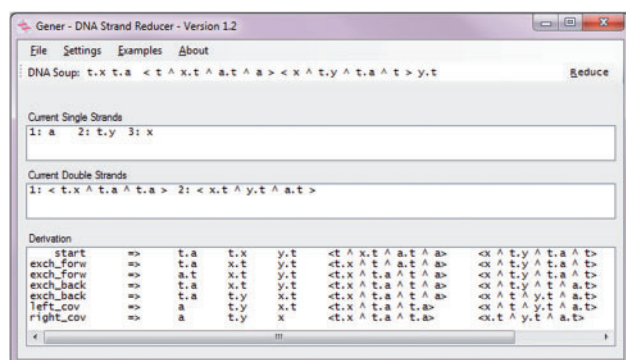 Gener - DNA Strand Reducer - Version 1.2
File Settings Examples About
DNA Soup: t.x t.a < t ^ x.t ^ a.t ^ a > < x ^ t.y ^ t.a ^ t > y.t Reduce
Current Single Strands
1: a 2: t.y 3: x
Current Double Strands
1: < t.x ^ t.a ^ t.a > 2: < x.t ^ y.t ^ a.t >
Derivation
start => t.a t.x y.t <t ^ x.t ^ a.t ^ a> <x ^ t.y ^ t.a ^ t>
exch_forw => t.a x.t y.t <t.x ^ t ^ a.t ^ a> <x ^ t.y ^ t.a ^ t>
exch_forw => a.t x.t y.t <t.x ^ t.a ^ t ^ a> <x ^ t.y ^ t.a ^ t>
exch_back => t.a x.t y.t <t.x ^ t.a ^ t ^ a> <x ^ t.y ^ t ^ a.t>
exch_back => t.a t.y x.t <t.x ^ t.a ^ t ^ a> <x ^ t ^ y.t ^ a.t>
left_cov => a t.y x.t <t.x ^ t.a ^ t.a> <x ^ t ^ y.t ^ a.t>
right_cov => a t.y x <t.x ^ t.a ^ t.a> <x.t ^ y.t ^ a.t>